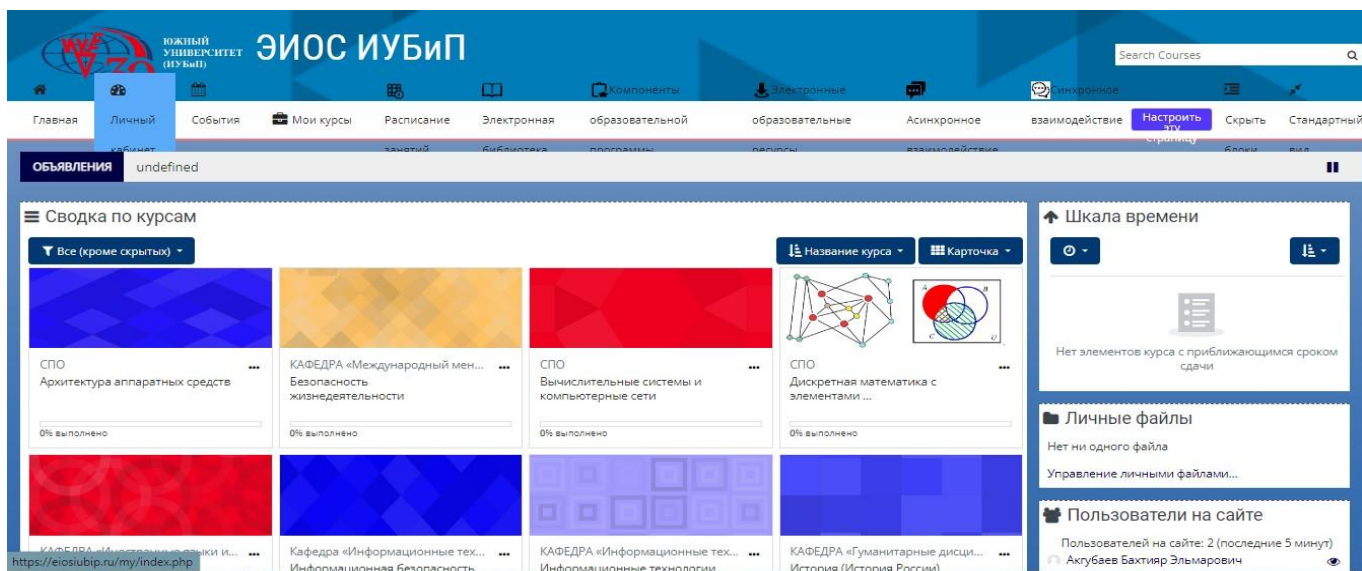 ЮЖНЫЙ
УНИВЕРСИТЕТ
(ИУБиП)
ЭИОС ИУБиП
Search Courses
Главная
Личный
кабинет
События
Мои курсы
Расписание
занятий
Электронная
библиотека
Компоненты
образовательной
программы
Электронные
образовательные
ресурсы
Асинхронное
взаимодействие
Синхронное
взаимодействие
Настроить
эту
страницу
Скрыть
блоки
Стандартный
вид
ОБЪЯВЛЕНИЯ undefined
Сводка по курсам
Все (кроме скрытых)
Название курса
Карточка
СПО
Архитектура аппаратных средств
0% выполнено
КАФЕДРА «Международный мен...
Безопасность
жизнедеятельности
0% выполнено
СПО
Вычислительные системы и
компьютерные сети
0% выполнено
A
B
C
U
СПО
Дискретная математика с
элементами ...
0% выполнено
КАФЕДРА «Иностранные языки и...
Кафедра «Информационные тех...
Информационная безопасность
КАФЕДРА «Информационные тех...
Информационные технологии
КАФЕДРА «Гуманитарные дисци...
История (История России)
Шкала времени
Нет элементов курса с приближающимся сроком
сдачи
Личные файлы
Нет ни одного файла
Управление личными файлами...
Пользователи на сайте
Пользователей на сайте: 2 (последние 5 минут)
Акгубаев Бахтияр Эльмарович
https://eiosiubip.ru/my/index.php